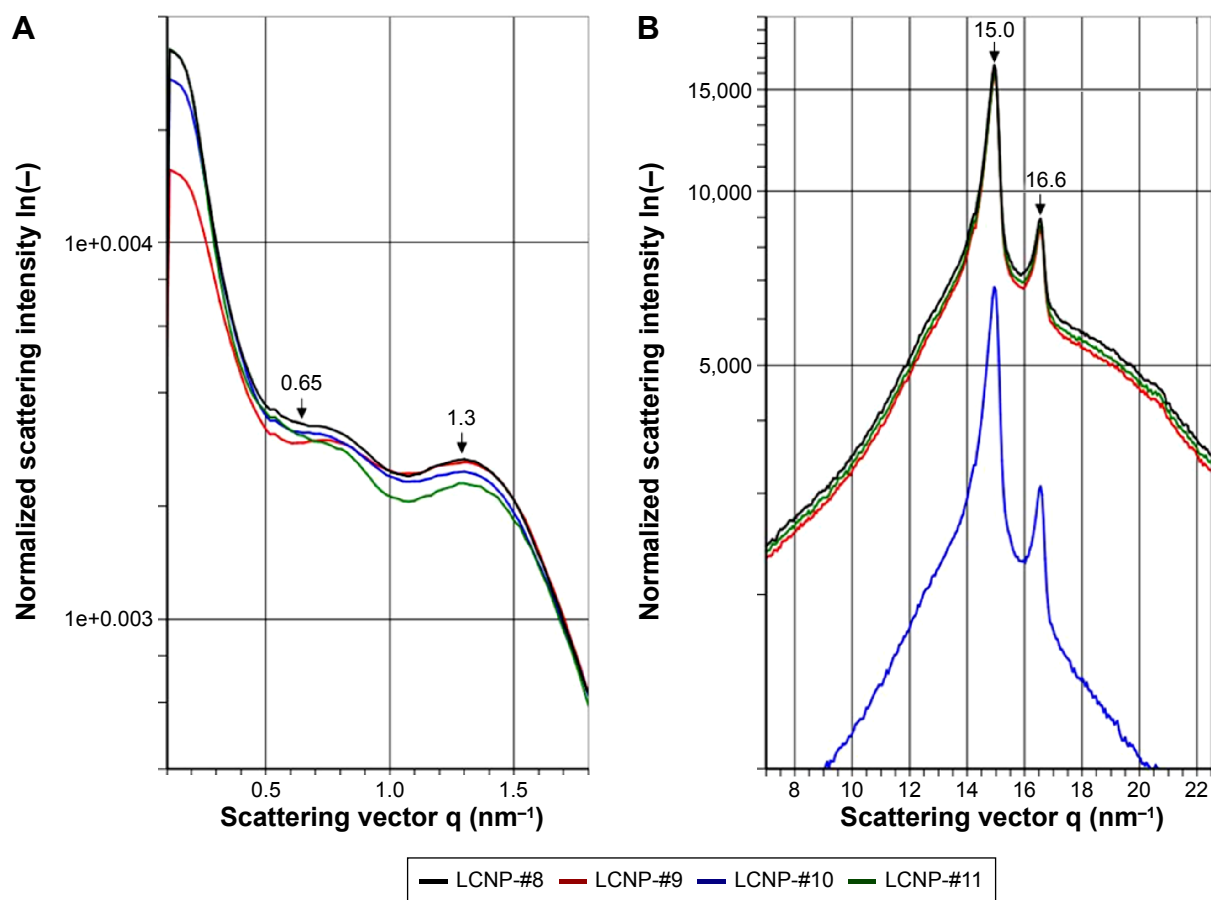 A
Normalized scattering intensity ln(–)
1e+0.004
1e+0.003
0.65
1.3
0.5 1.0 1.5
Scattering vector q (nm⁻¹)
B
Normalized scattering intensity ln(–)
15,000
10,000
5,000
15.0
16.6
8 10 12 14 16 18 20 22
Scattering vector q (nm⁻¹)
LCNP-#8 LCNP-#9 LCNP-#10 LCNP-#11